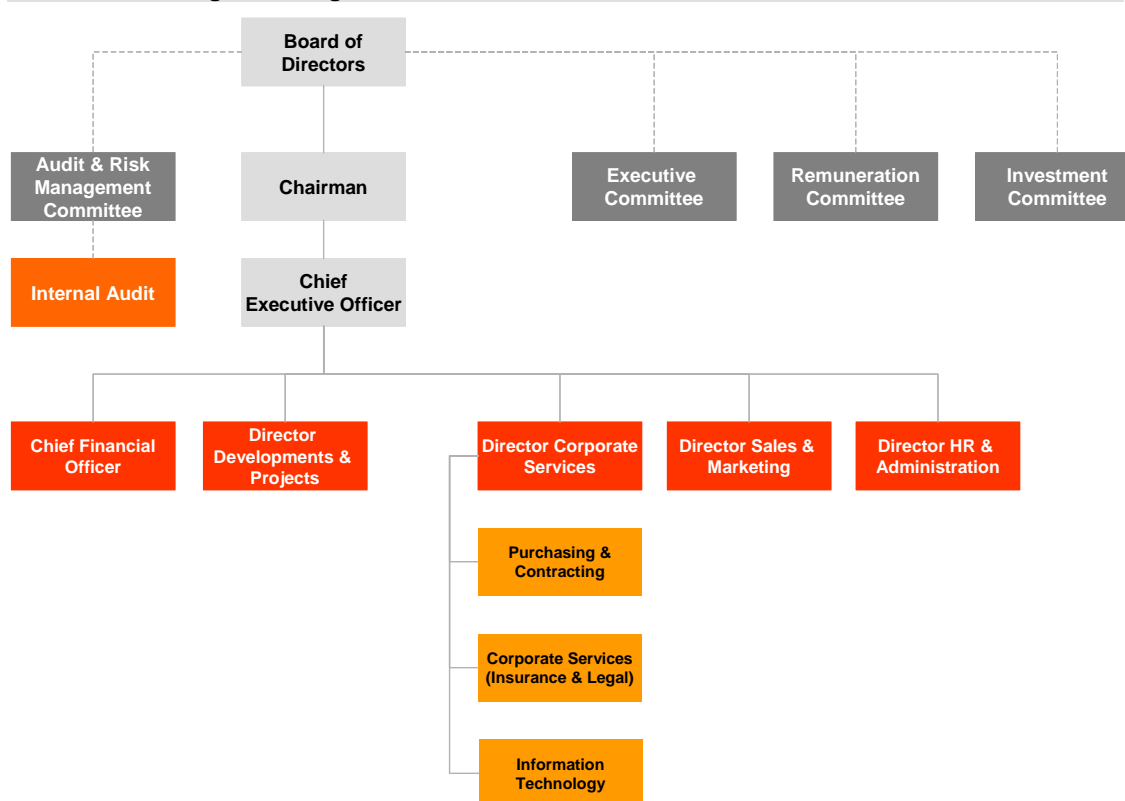 Board of
Directors
Audit & Risk
Management
Committee
Chairman
Executive
Committee
Remuneration
Committee
Investment
Committee
Internal Audit
Chief
Executive Officer
Chief Financial
Officer
Director
Developments &
Projects
Director Corporate
Services
Director Sales &
Marketing
Director HR &
Administration
Purchasing &
Contracting
Corporate Services
(Insurance & Legal)
Information
Technology